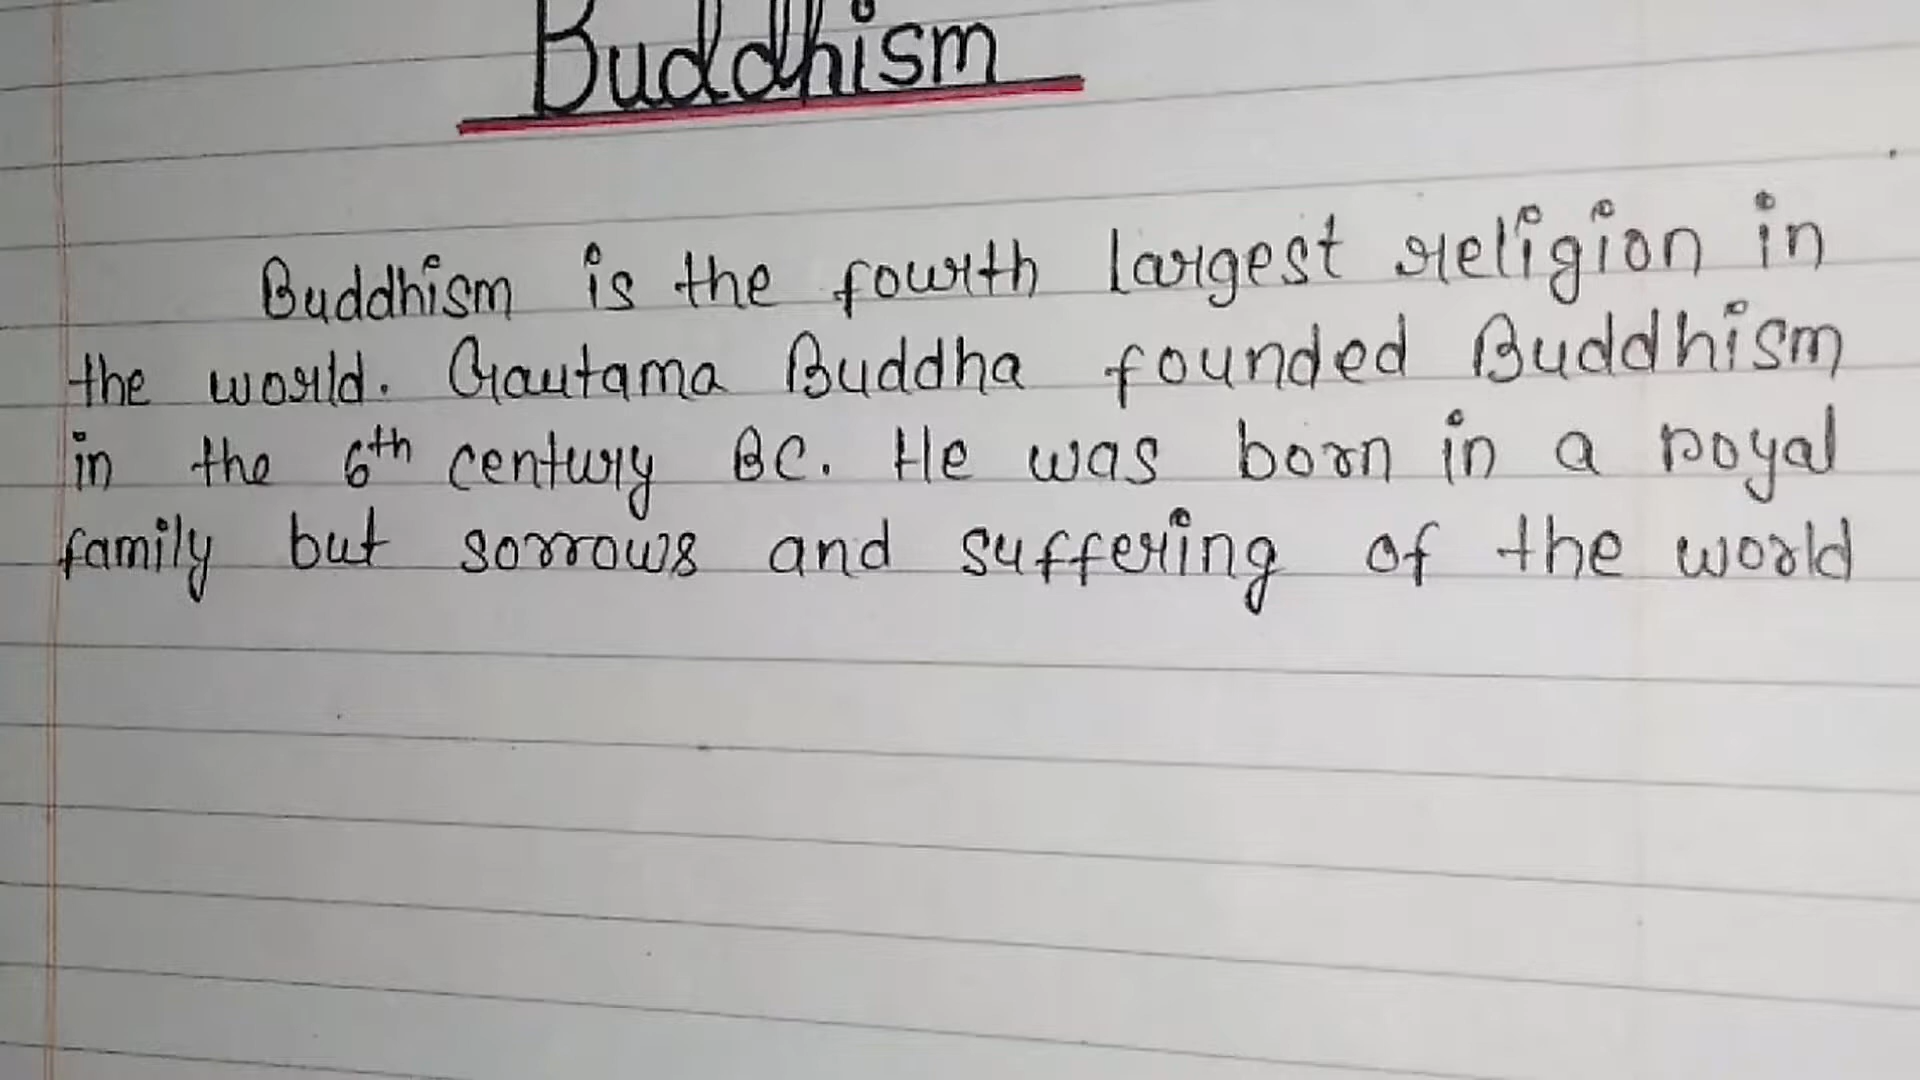 Buddhism
Buddhism is the fourth largest religion in
the world. Gautama Buddha founded Buddhism
in the 6th century BC. He was born in a royal
family but sorrows and suffering of the world